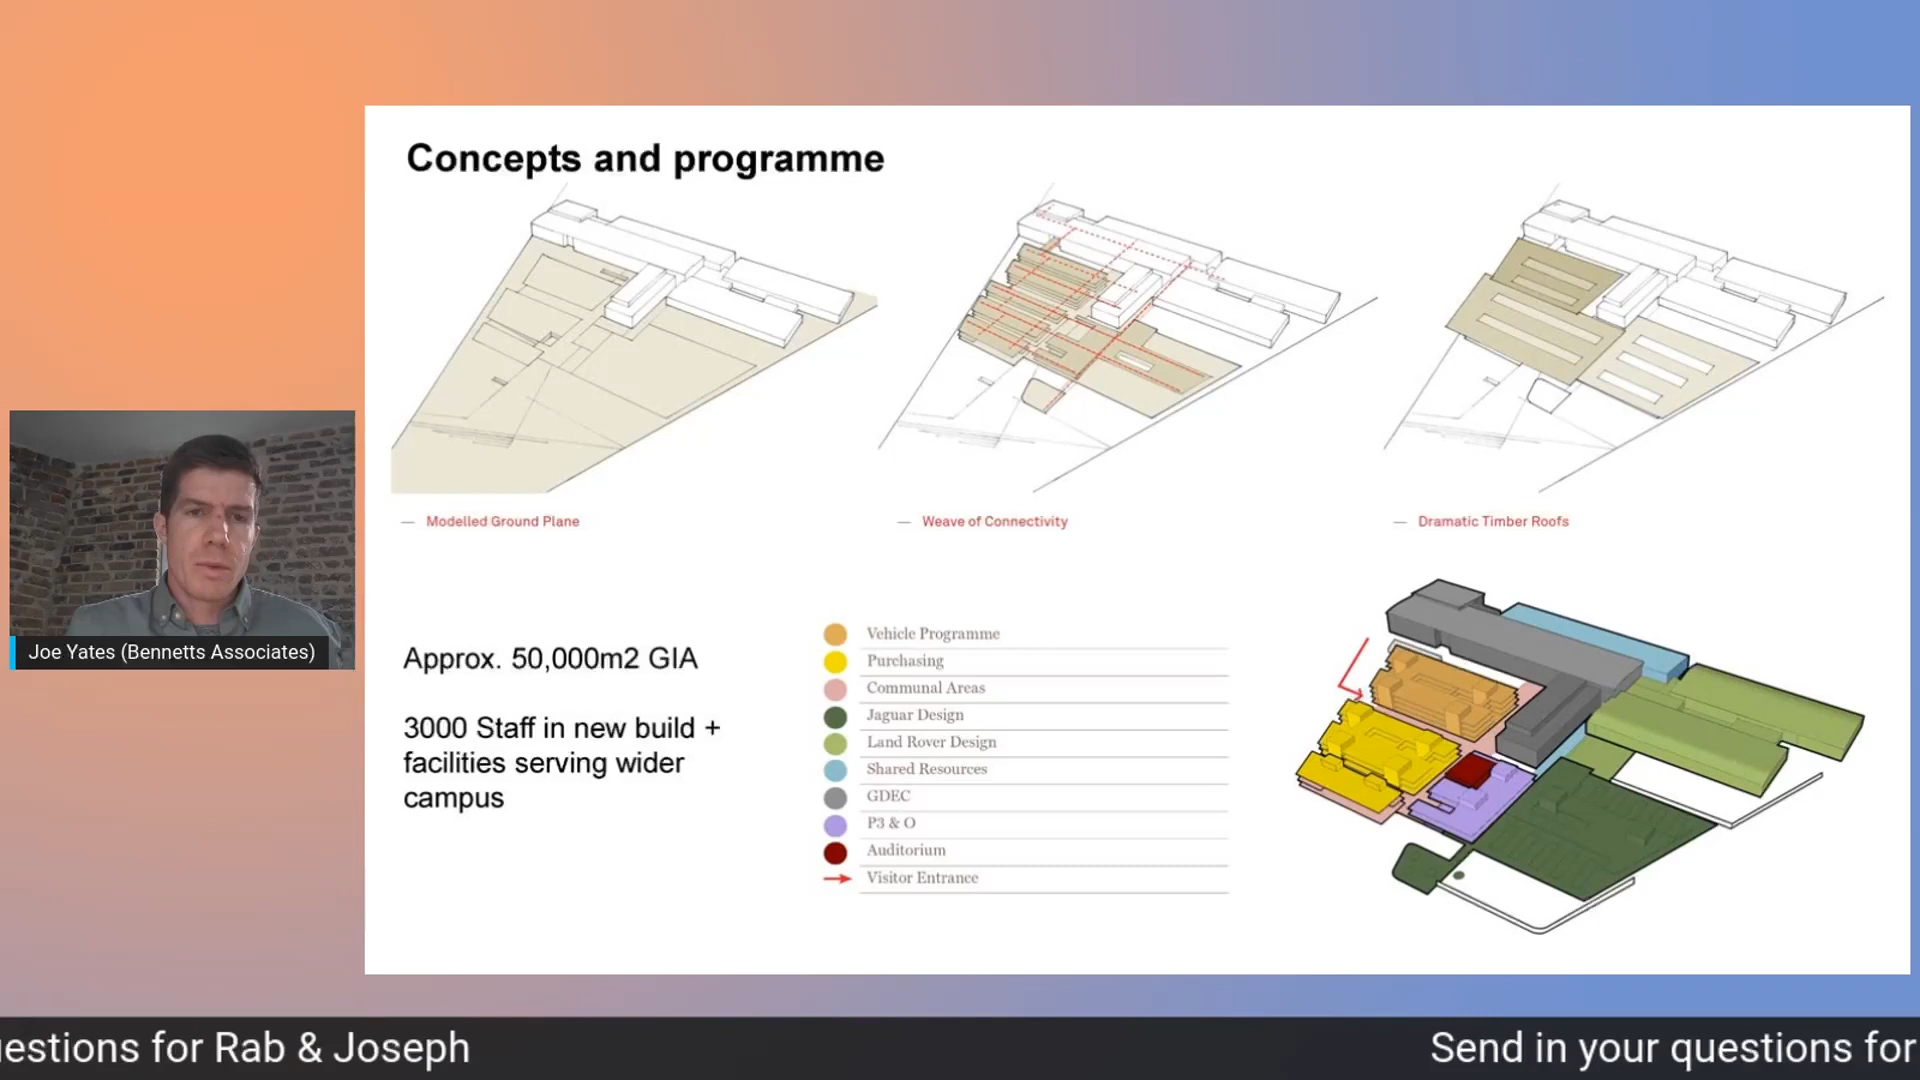 Concepts and programme
Modelled Ground Plane
Weave of Connectivity
Dramatic Timber Roofs
Approx. 50,000m2 GIA
3000 Staff in new build +
facilities serving wider
campus
Vehicle Programme
Purchasing
Communal Areas
Jaguar Design
Land Rover Design
Shared Resources
GDEC
P3 & O
Auditorium
Visitor Entrance
Joe Yates (Bennetts Associates)
uestions for Rab & Joseph
Send in your questions for